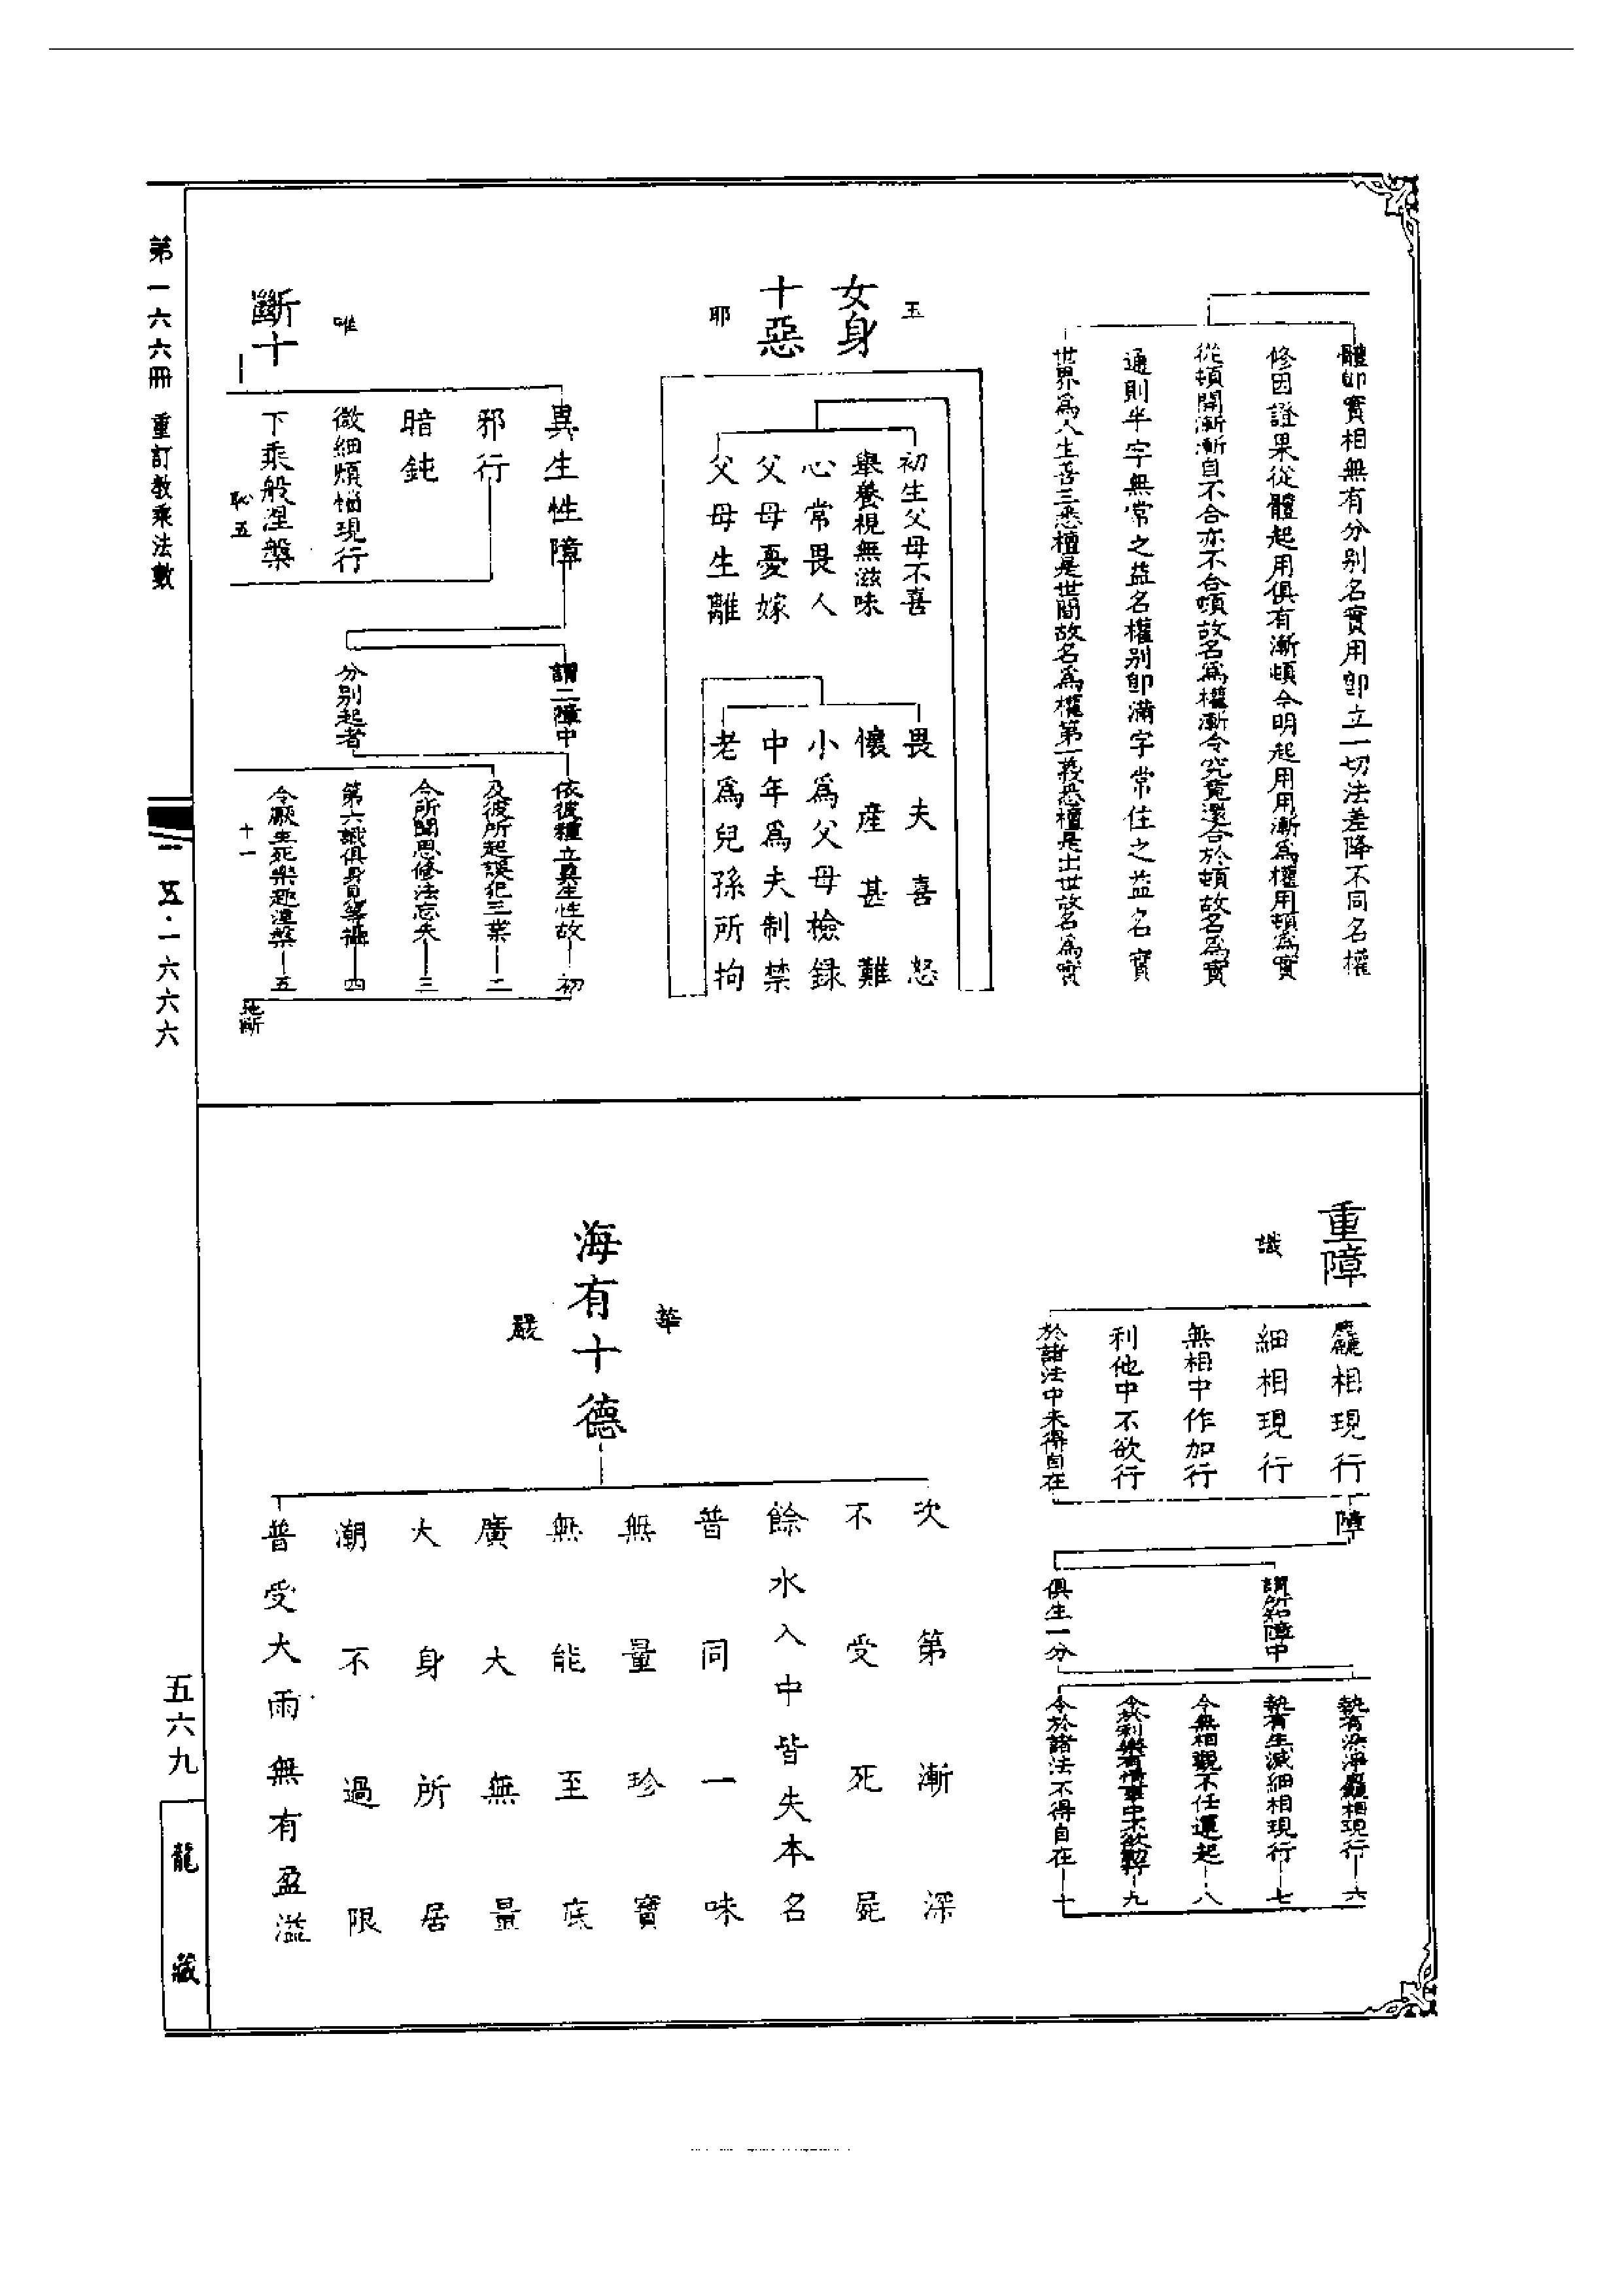 體卽實相無有分別名實用卽立一切法差降不同名權
修因證果從體起用俱有漸頓今明起用用漸爲權用頓爲實
從頓開漸漸自不合亦不合頓故名爲權漸令究竟還合於頓故名爲實
通則半字無常之益名權別卽滿字常住之益名實
世界爲人生善三悉檀是世間故名爲權第一義悉檀是出世故名爲實
玉
女身
十惡
耶
初生父母不喜
舉養視無滋味
心常畏人
父母憂嫁
父母生離
畏夫喜怒
懷產甚難
小爲父母檢錄
中年爲夫制禁
老爲兒孫所拘
唯
斷十
異生性障
邪行
暗鈍
微細煩惱現行
下乘般涅槃
謂二障中
分別起者
依彼種立異生性故 初
及彼所起誤犯三業 二
令所聞思修法忘失 三
第六識俱身見等攝 四
令厭生死樂趣涅槃 五
地斷
恥五
十一
重障
識
麤相現行
細相現行
無相中作加行
利他中不欲行
於諸法中未得自在
障
謂所知障中
俱生一分
執有染淨麤相現行 六
執有生滅細相現行 七
令無相觀不任運起 八
令於利樂有情事中不欲勤行 九
令於諸法不得自在 十
華
海有十德
嚴
次第漸深
不受死屍
餘水入中皆失本名
普同一味
無量珍寶
無能至底
廣大無量
大身所居
潮不過限
普受大雨無有盈溢
第一六六冊 重訂教乘法數
五·一六六六
五六九
龍藏